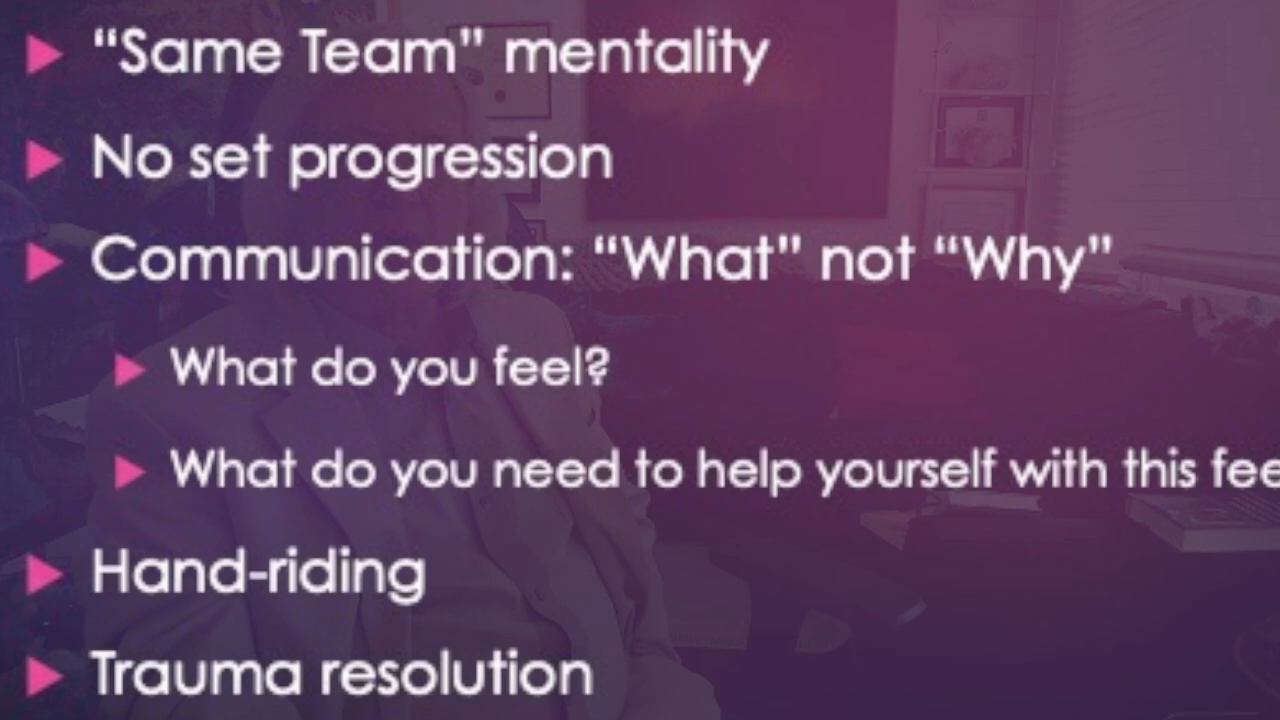 “Same Team” mentality
No set progression
Communication: “What” not “Why”
What do you feel?
What do you need to help yourself with this
Hand-riding
Trauma resolution